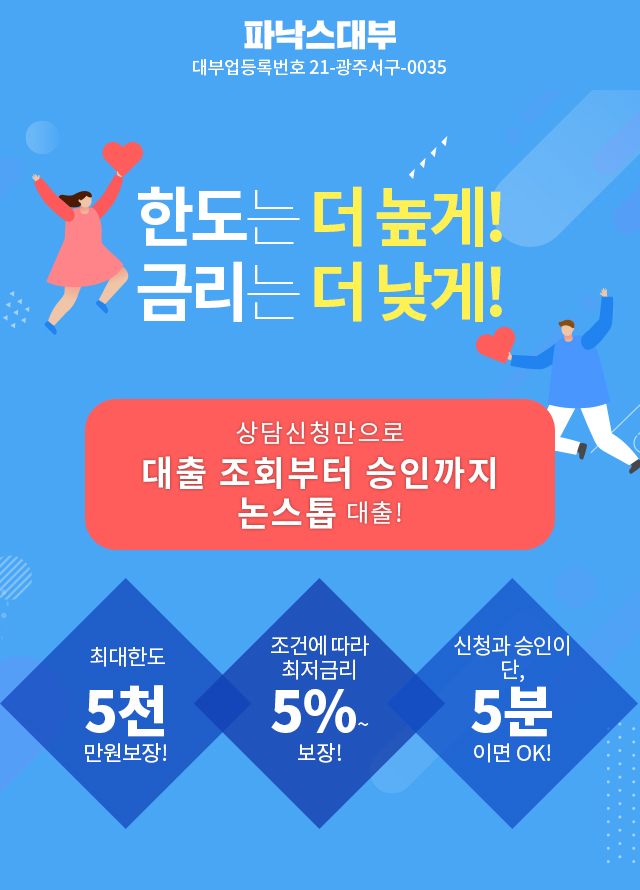 파낙스대부
대부업등록번호 21-광주서구-0035
한도는 더 높게!
금리는 더 낮게!
상담신청만으로
대출 조회부터 승인까지
논스톱 대출!
최대한도
5천
만원보장!
조건에 따라
최저금리
5%~
보장!
신청과 승인이
단,
5분
이면 OK!